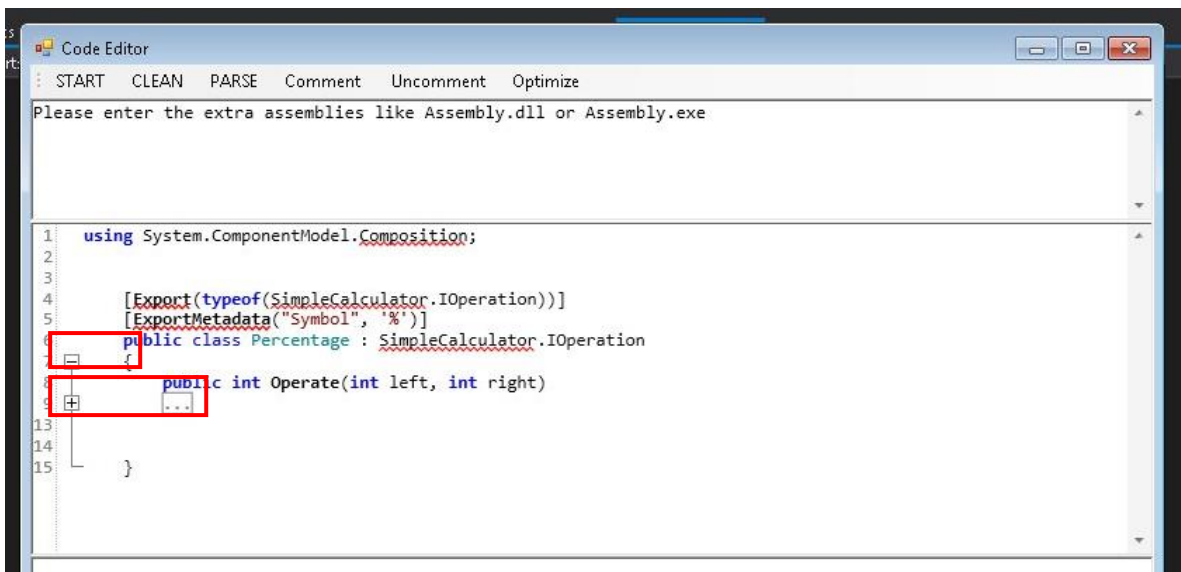 s
rt:
Code Editor
START CLEAN PARSE Comment Uncomment Optimize
Please enter the extra assemblies like Assembly.dll or Assembly.exe
1 using System.ComponentModel.Composition;
2
3
4 [Export(typeof(SimpleCalculator.IOperation))]
5 [ExportMetadata("Symbol", '%')]
6 public class Percentage : SimpleCalculator.IOperation
7 {
8 public int Operate(int left, int right)
9 ...
13
14
15 }